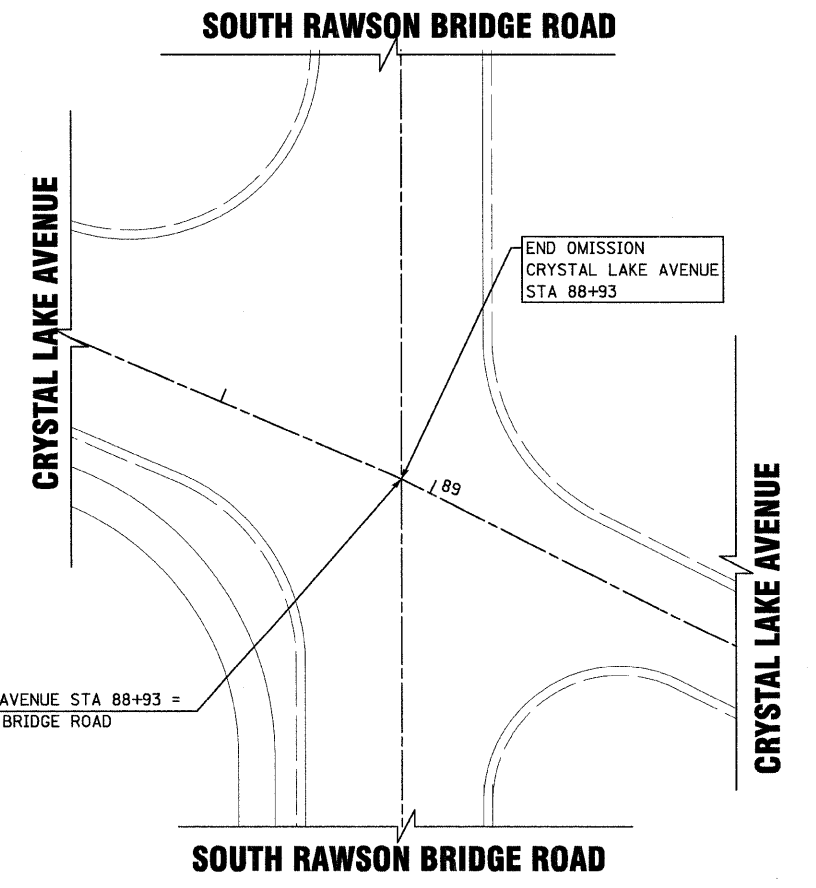 SOUTH RAWSON BRIDGE ROAD
CRYSTAL LAKE AVENUE
END OMISSION
CRYSTAL LAKE AVENUE
STA 88+93
89
CRYSTAL LAKE AVENUE
AVENUE STA 88+93 =
BRIDGE ROAD
SOUTH RAWSON BRIDGE ROAD